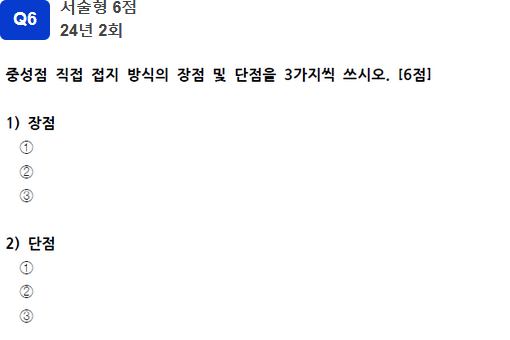 Q6
서술형 6점
24년 2회
중성점 직접 접지 방식의 장점 및 단점을 3가지씩 쓰시오. [6점]
1) 장점
①
②
③
2) 단점
①
②
③